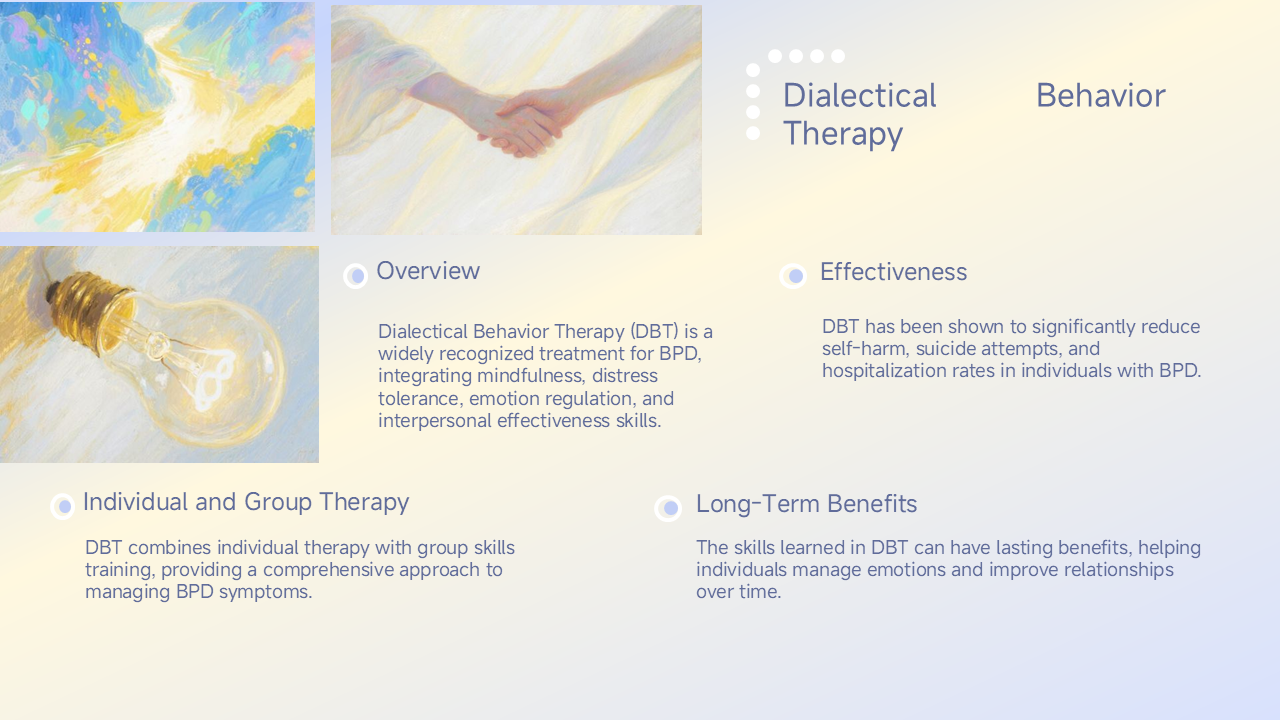 Dialectical Behavior
Therapy
Overview
Dialectical Behavior Therapy (DBT) is a
widely recognized treatment for BPD,
integrating mindfulness, distress
tolerance, emotion regulation, and
interpersonal effectiveness skills.
Effectiveness
DBT has been shown to significantly reduce
self-harm, suicide attempts, and
hospitalization rates in individuals with BPD.
Individual and Group Therapy
DBT combines individual therapy with group skills
training, providing a comprehensive approach to
managing BPD symptoms.
Long-Term Benefits
The skills learned in DBT can have lasting benefits, helping
individuals manage emotions and improve relationships
over time.